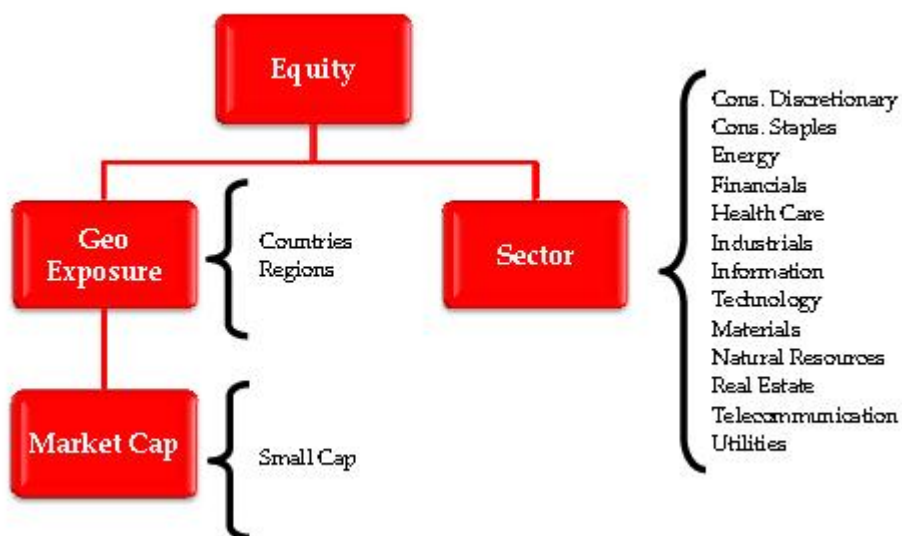 Equity
Geo
Exposure
Countries
Regions
Market Cap
Small Cap
Sector
Cons. Discretionary
Cons. Staples
Energy
Financials
Health Care
Industrials
Information
Technology
Materials
Natural Resources
Real Estate
Telecommunication
Utilities